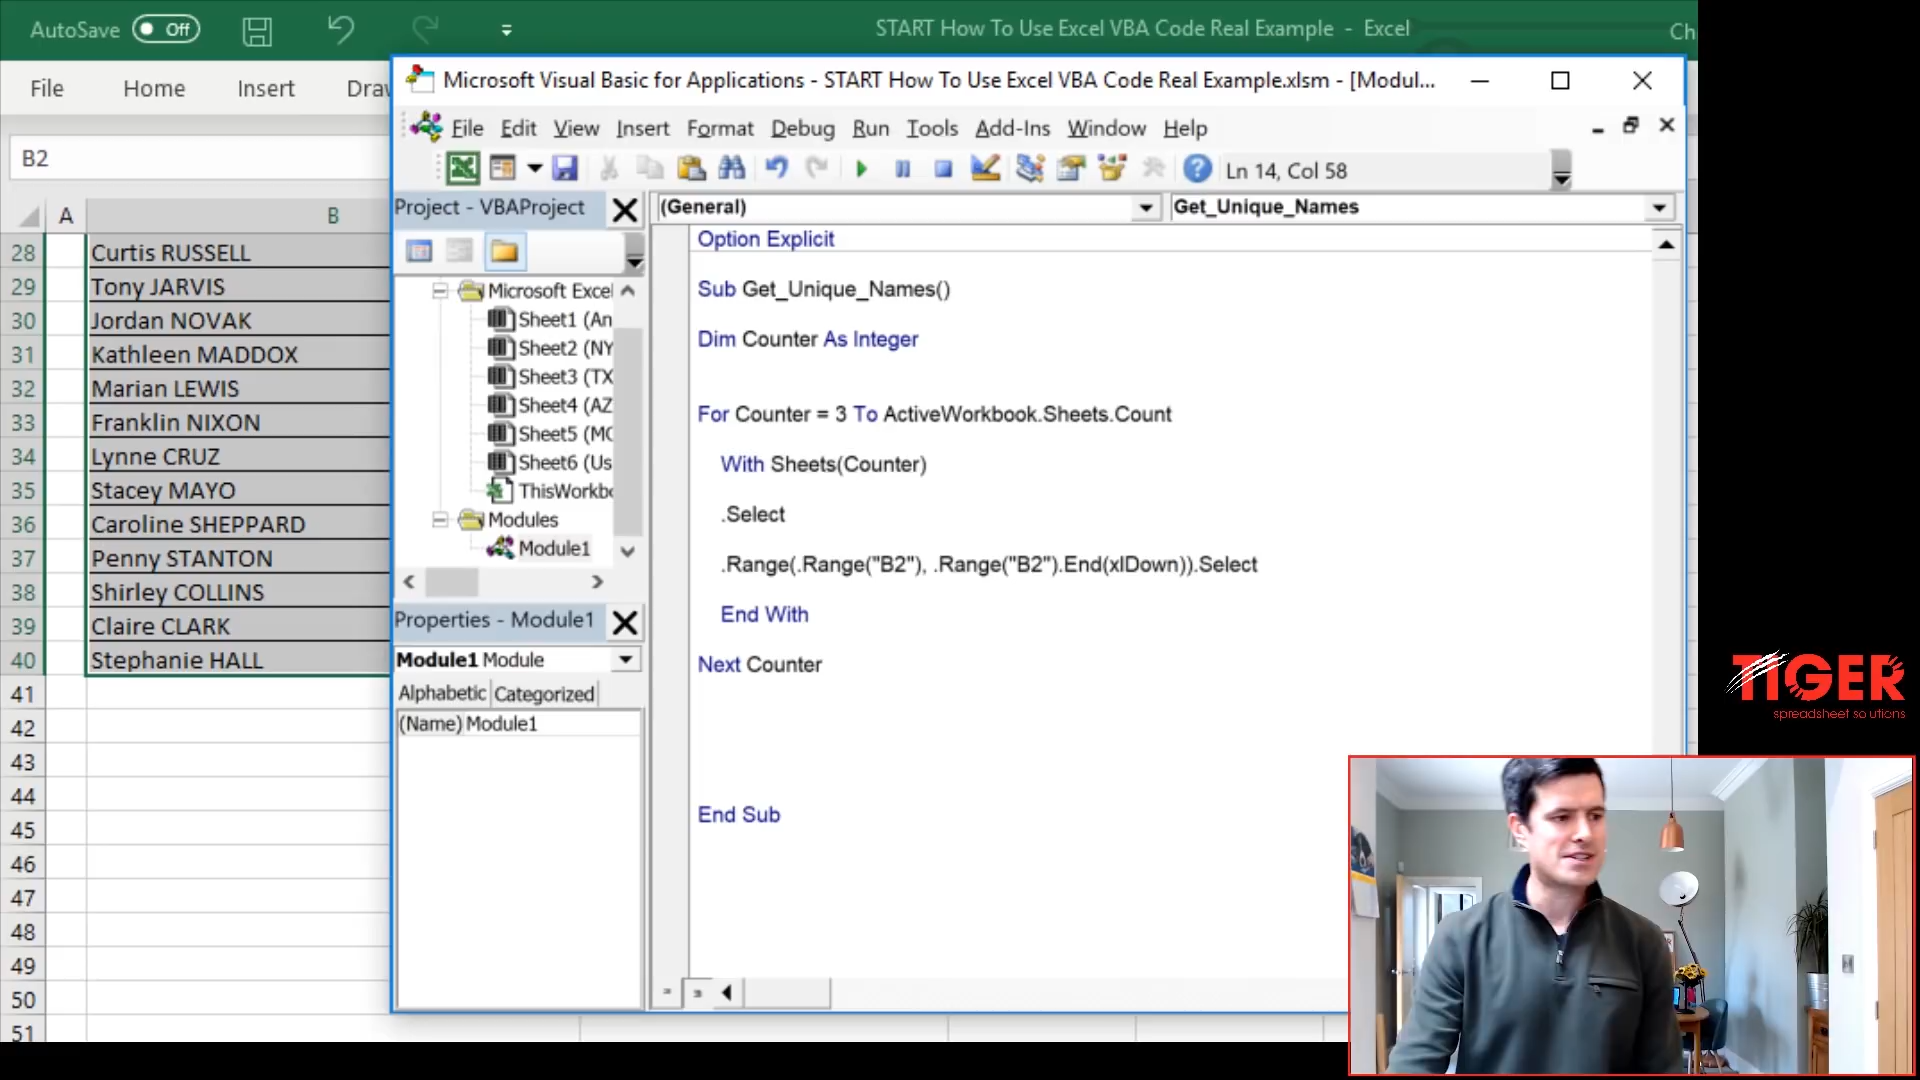 AutoSave Off START How To Use Excel VBA Code Real Example - Excel Ch
File Home Insert Draw
B2
A B
28 Curtis RUSSELL
29 Tony JARVIS
30 Jordan NOVAK
31 Kathleen MADDOX
32 Marian LEWIS
33 Franklin NIXON
34 Lynne CRUZ
35 Stacey MAYO
36 Caroline SHEPPARD
37 Penny STANTON
38 Shirley COLLINS
39 Claire CLARK
40 Stephanie HALL
41
42
43
44
45
46
47
48
49
50
51
Microsoft Visual Basic for Applications - START How To Use Excel VBA Code Real Example.xlsm - [Modul...
File Edit View Insert Format Debug Run Tools Add-Ins Window Help
Ln 14, Col 58
Project - VBAProject
Microsoft Excel
Sheet1 (An
Sheet2 (NY
Sheet3 (TX
Sheet4 (AZ
Sheet5 (MO
Sheet6 (Us
ThisWorkbo
Modules
Module1
Properties - Module1
Module1 Module
Alphabetic Categorized
(Name) Module1
(General) Get_Unique_Names
Option Explicit
Sub Get_Unique_Names()
Dim Counter As Integer
For Counter = 3 To ActiveWorkbook.Sheets.Count
With Sheets(Counter)
.Select
.Range(.Range("B2"), .Range("B2").End(xlDown)).Select
End With
Next Counter
End Sub
TIGER
spreadsheet solutions